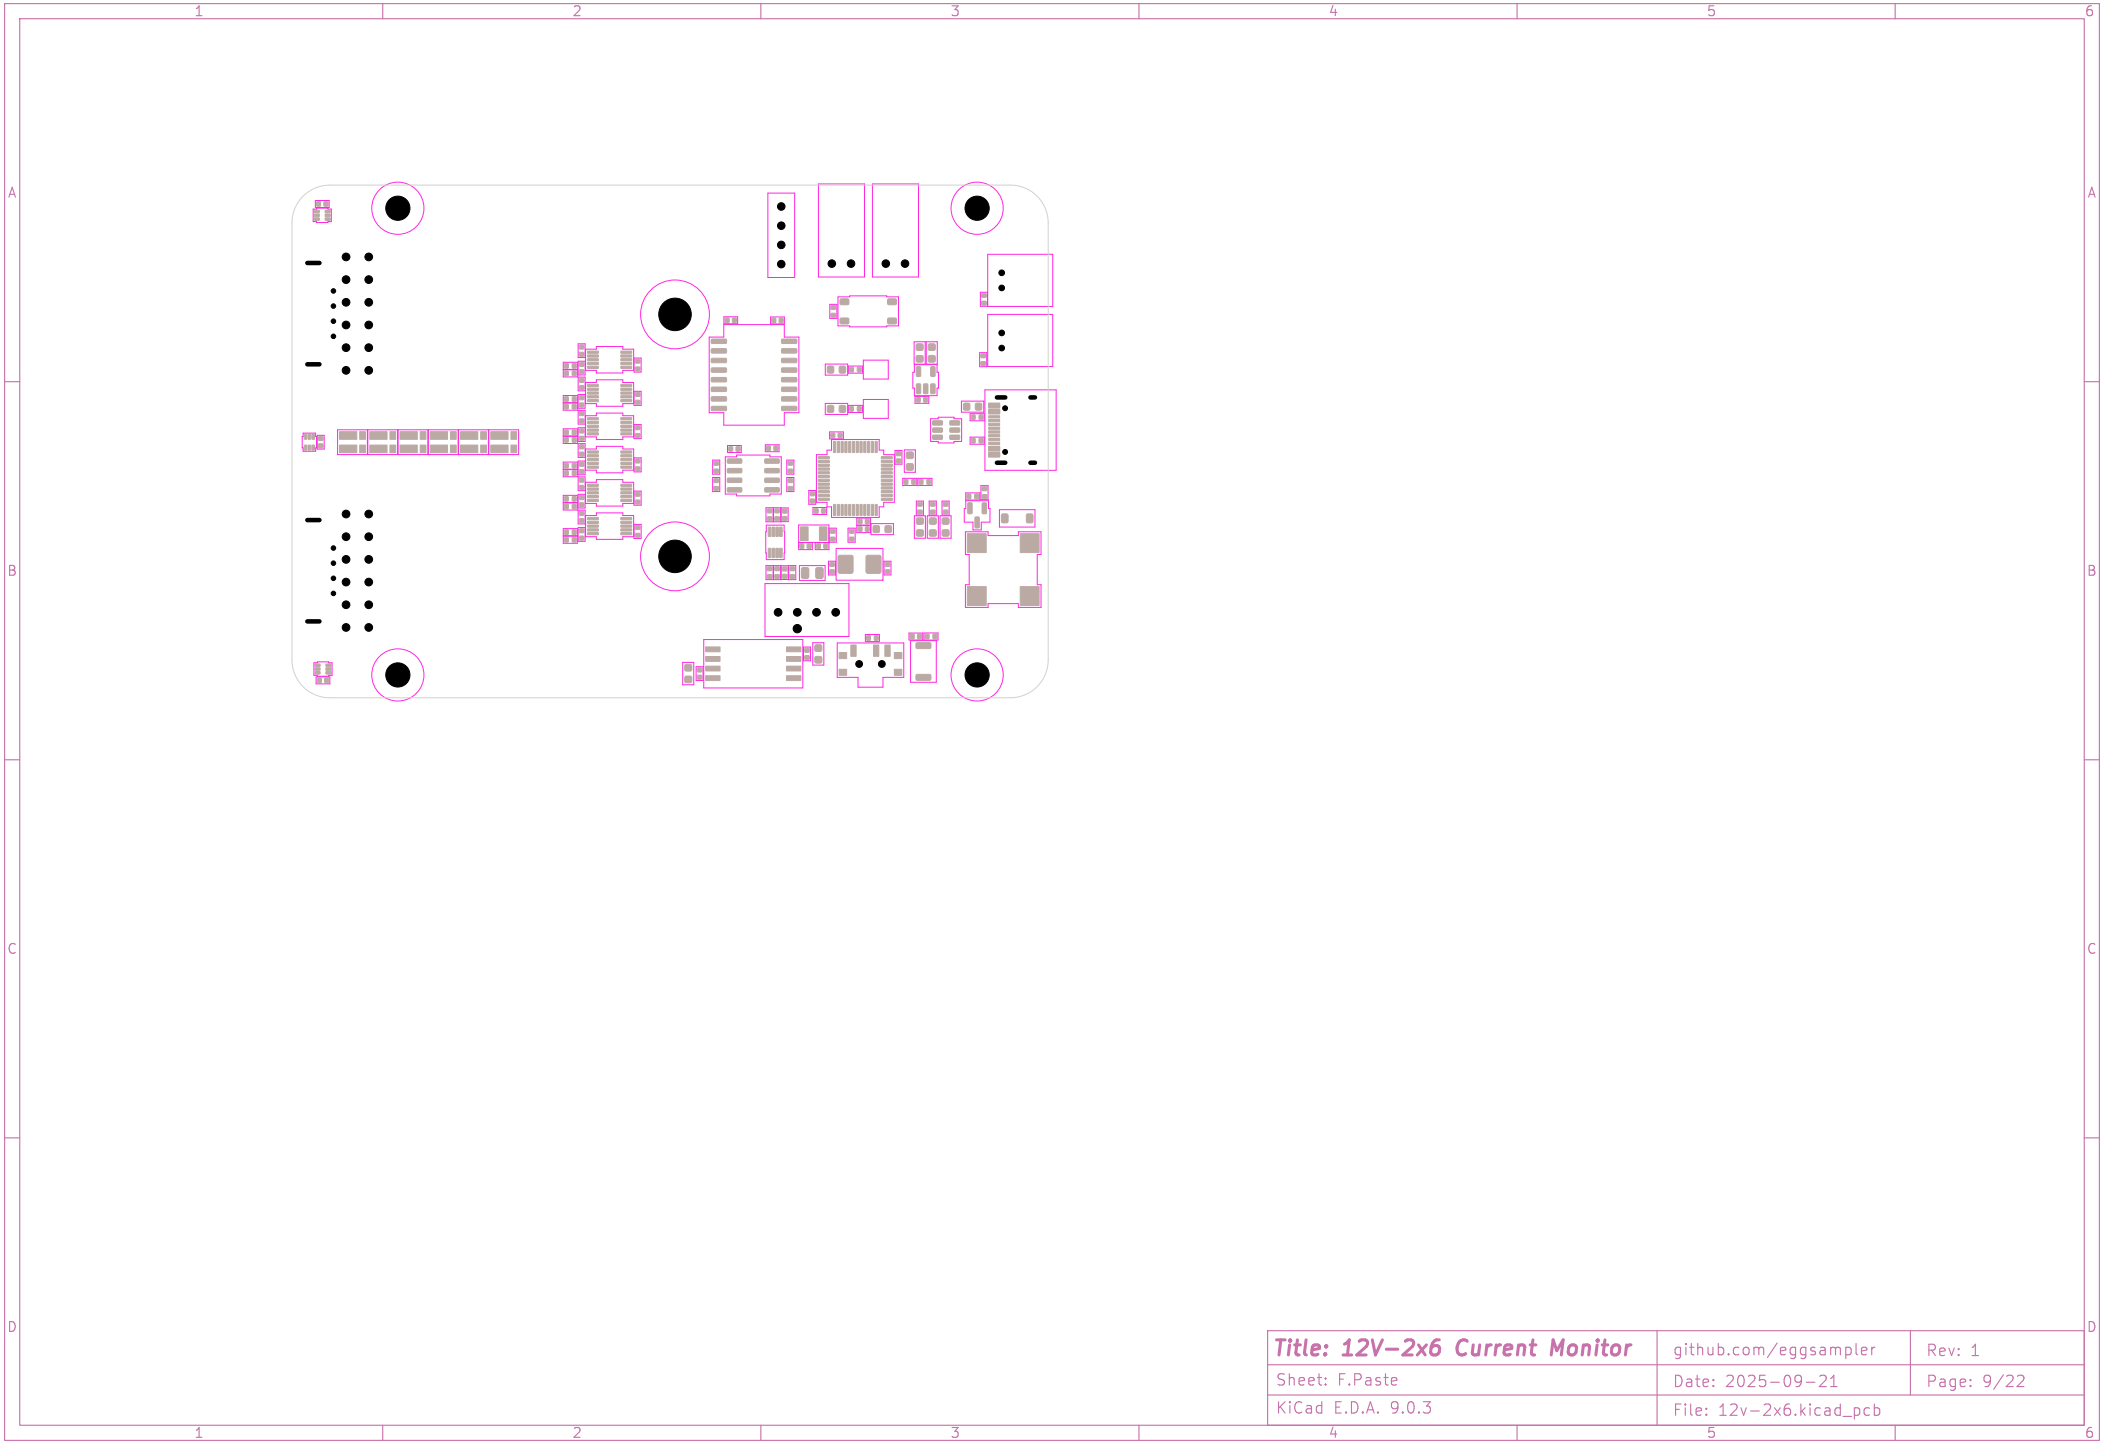 1 2 3 4 5 6
A A
B B
C C
D D
Title: 12V-2x6 Current Monitor
github.com/eggsampler
Rev: 1
Sheet: F.Paste
Date: 2025-09-21
Page: 9/22
KiCad E.D.A. 9.0.3
File: 12v-2x6.kicad_pcb
1 2 3 4 5 6